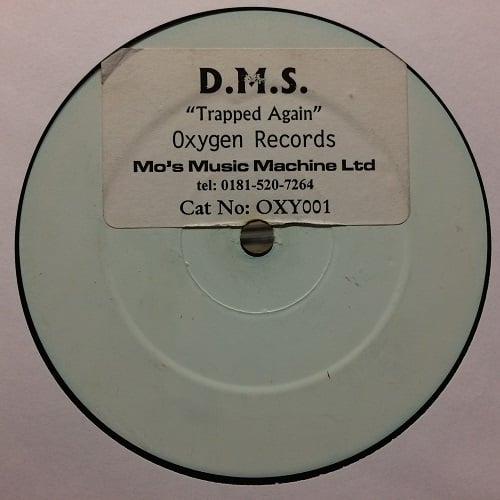 D.M.S.
“Trapped Again”
Oxygen Records
Mo's Music Machine Ltd
tel: 0181-520-7264
Cat No: OXY001